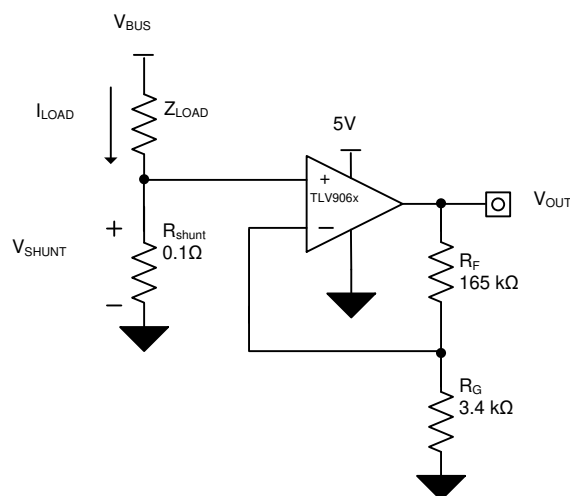 VBUS
ILOAD
ZLOAD
5V
+
TLV906x
−
VOUT
+
VSHUNT
−
Rshunt
0.1Ω
RF
165 kΩ
RG
3.4 kΩ